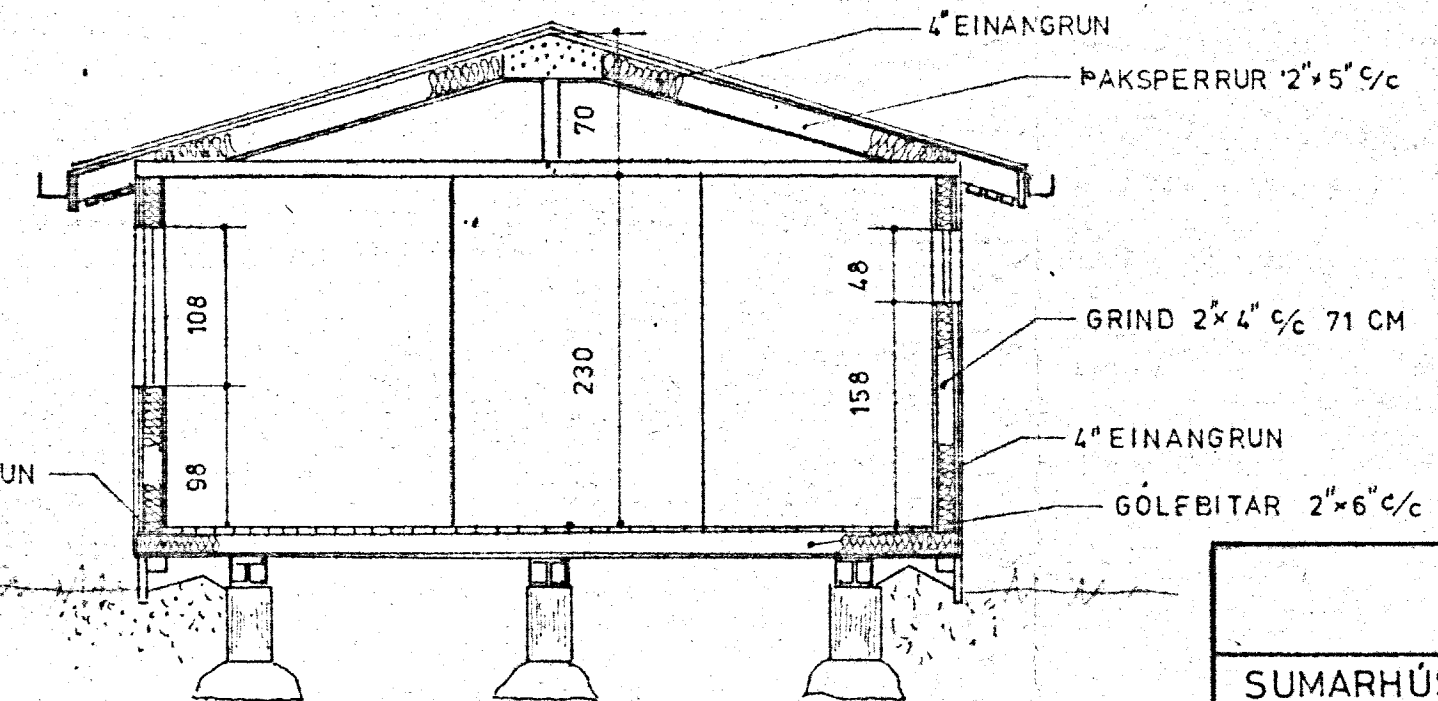 4" EINANGRUN
ÞAKSPERRUR 2"×5" c/c
70
108
48
GRIND 2"×4" c/c 71 CM
230
158
4" EINANGRUN
98
UN
GÓLFBITAR 2"×6" c/c
SUMARHÚS